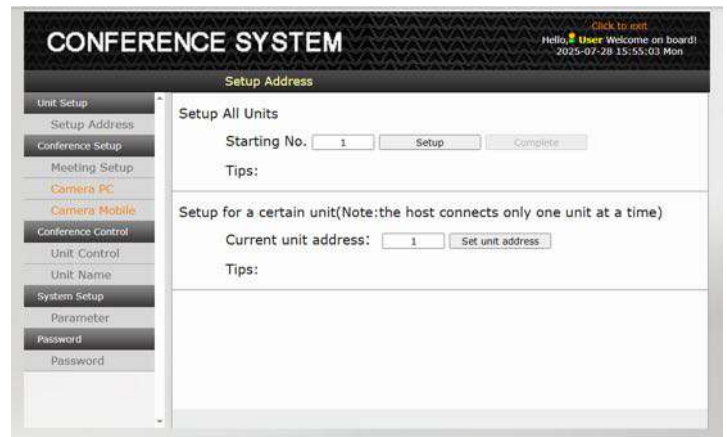 CONFERENCE SYSTEM
Click to exit
Hello, User Welcome on board!
2025-07-28 15:55:03 Mon
Setup Address
Unit Setup
Setup Address
Conference Setup
Meeting Setup
Camera PC
Camera Mobile
Conference Control
Unit Control
Unit Name
System Setup
Parameter
Password
Password
Setup All Units
Starting No. 1 Setup Complete
Tips:
Setup for a certain unit(Note:the host connects only one unit at a time)
Current unit address: 1 Set unit address
Tips: